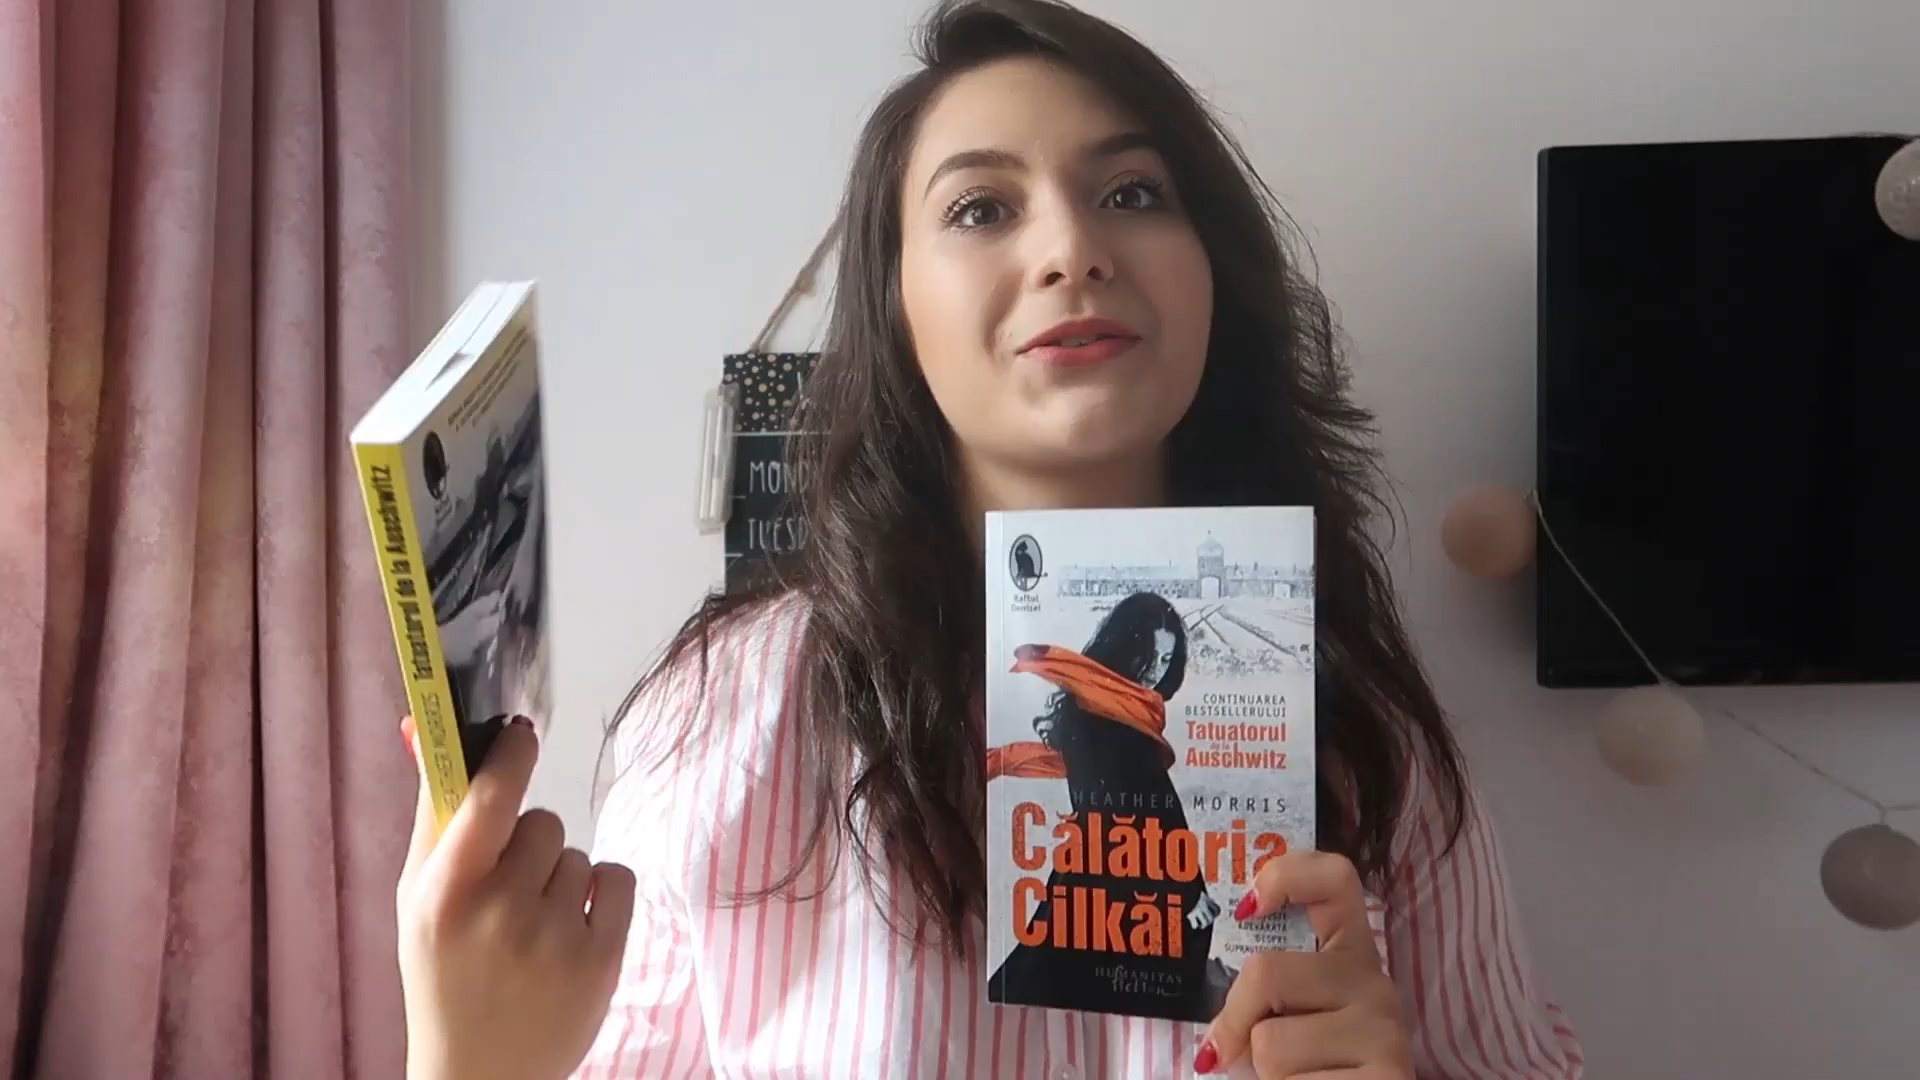 Tatuatorul de la Auschwitz
HEATHER MORRIS
MOND
TUESD
Raftul
Denisei
CONTINUAREA
BESTSELLERULUI
Tatuatorul
de la
Auschwitz
HEATHER MORRIS
Călătoria
Cilkăi
ADEVĂRATĂ
DESPRE
HUMANITAS
fiction